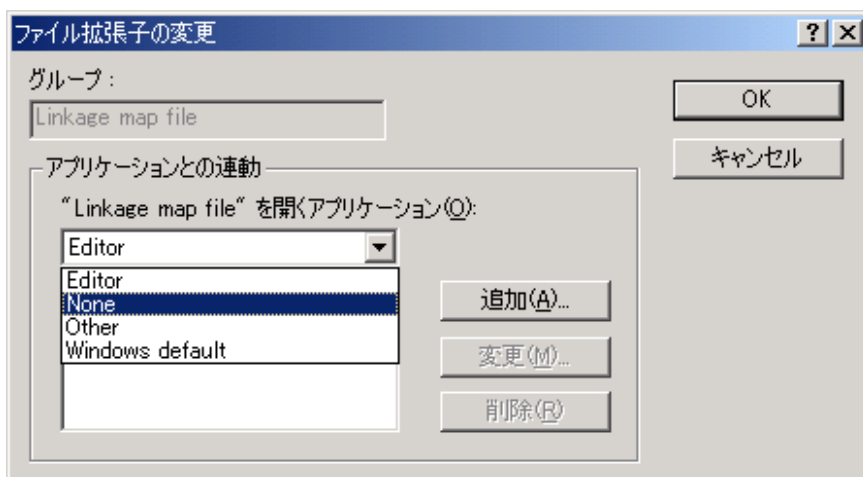 ファイル拡張子の変更
グループ :
Linkage map file
OK
キャンセル
アプリケーションとの連動
"Linkage map file" を開くアプリケーション(O):
Editor
Editor
None
Other
Windows default
追加(A)...
変更(M)...
削除(R)